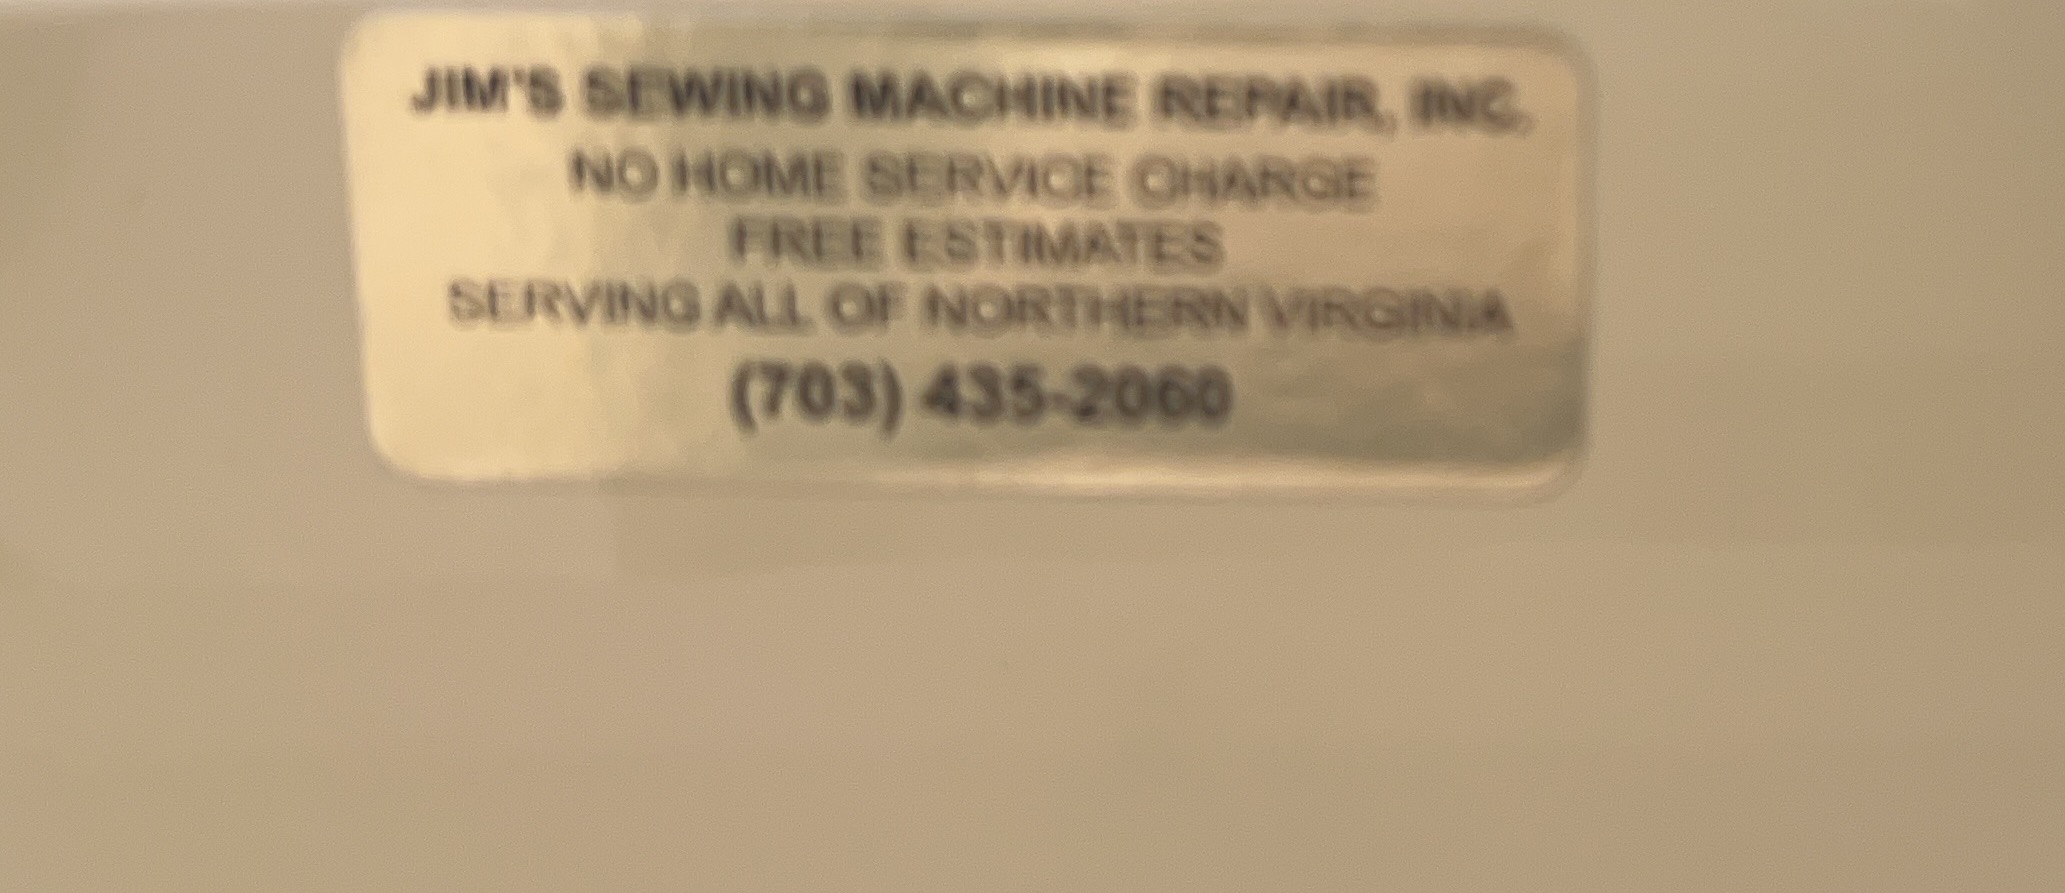 JIM'S SEWING MACHINE REPAIR, INC.
NO HOME SERVICE CHARGE
FREE ESTIMATES
SERVING ALL OF NORTHERN VIRGINIA
(703) 435-2060